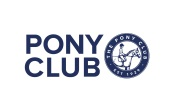 PONY
CLUB
THE PONY CLUB
EST 1929